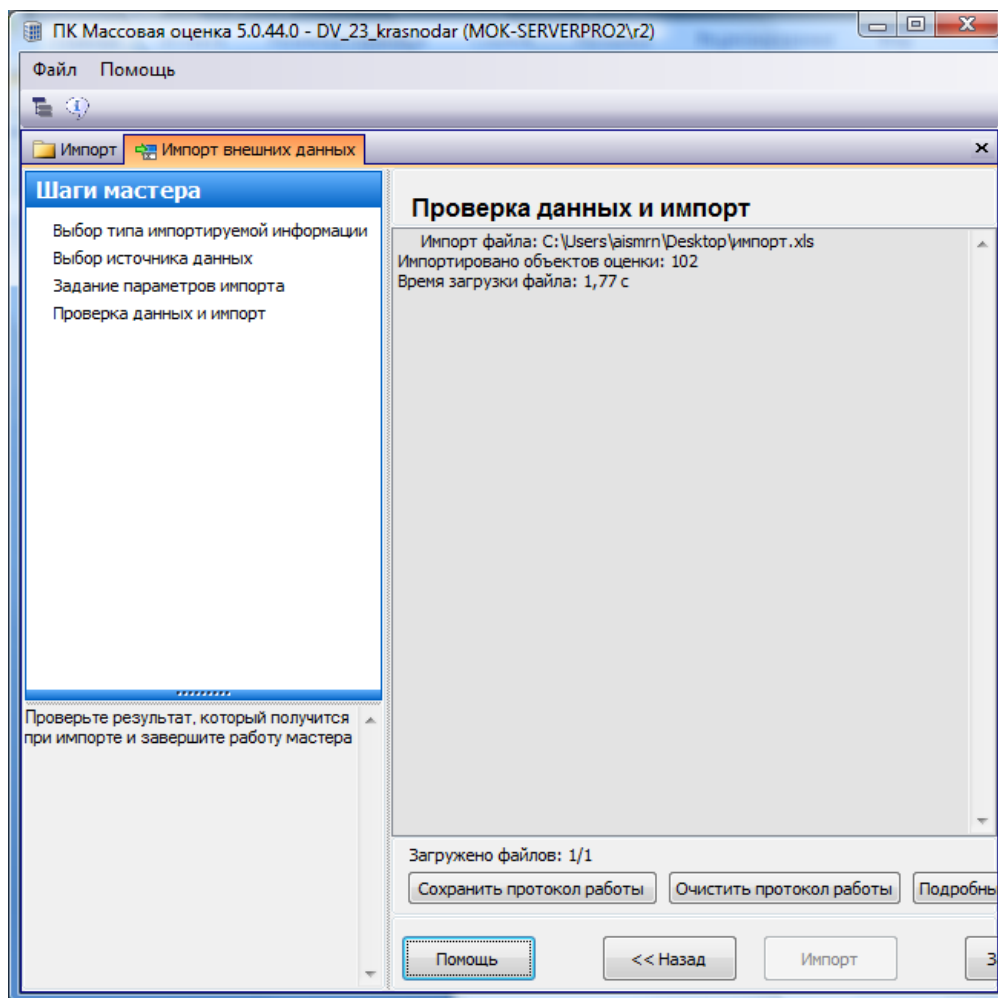 ПК Массовая оценка 5.0.44.0 - DV_23_krasnodar (MOK-SERVERPRO2\r2)
Файл Помощь
Импорт Импорт внешних данных
Шаги мастера
Выбор типа импортируемой информации
Выбор источника данных
Задание параметров импорта
Проверка данных и импорт
Проверьте результат, который получится
при импорте и завершите работу мастера
Проверка данных и импорт
Импорт файла: C:\Users\aismrn\Desktop\импорт.xls
Импортировано объектов оценки: 102
Время загрузки файла: 1,77 с
Загружено файлов: 1/1
Сохранить протокол работы Очистить протокол работы Подробны
Помощь << Назад Импорт З